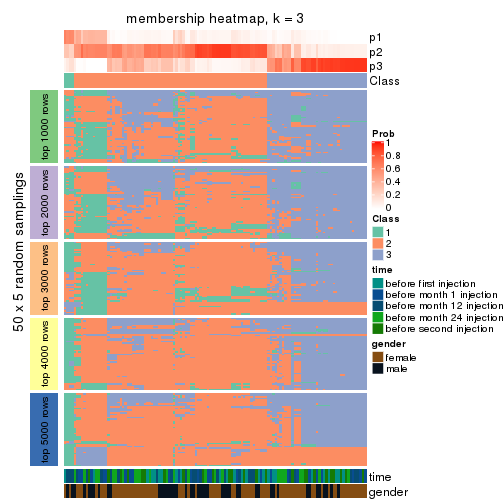 membership heatmap, k = 3
p1
p2
p3
Class
50 x 5 random samplings
top 1000 rows
top 2000 rows
top 3000 rows
top 4000 rows
top 5000 rows
time
gender
Prob
1
0.8
0.6
0.4
0.2
0
Class
1
2
3
time
before first injection
before month 1 injection
before month 12 injection
before month 24 injection
before second injection
gender
female
male